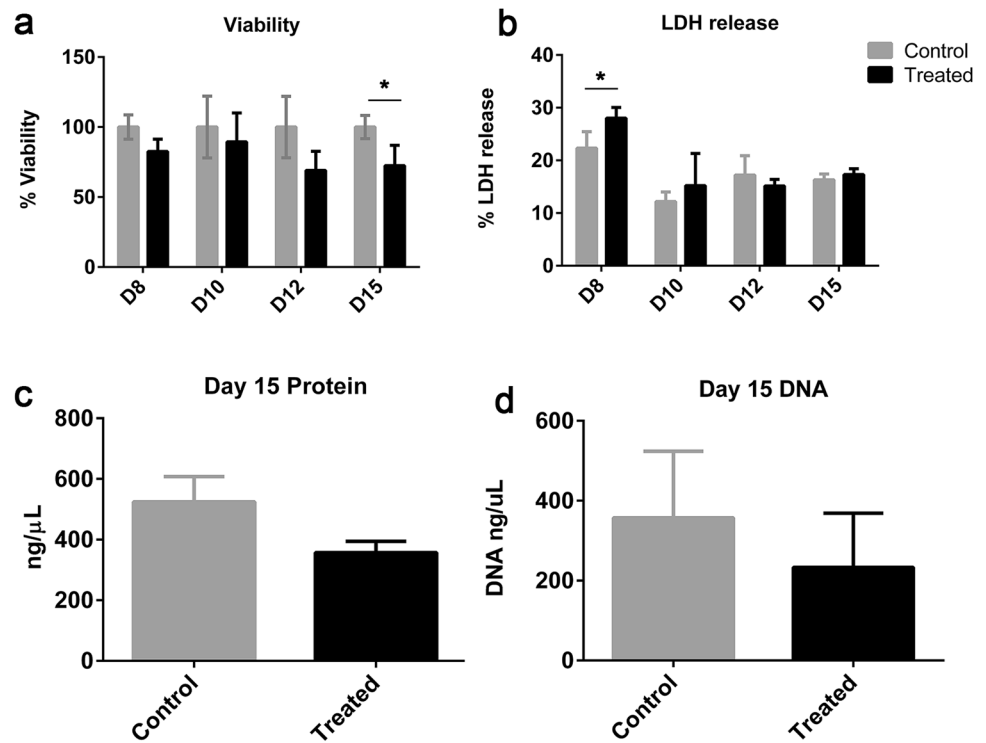 a
Viability
% Viability
150
100
50
0
*
D8
D10
D12
D15
b
LDH release
% LDH release
40
30
20
10
0
*
D8
D10
D12
D15
Control
Treated
c
Day 15 Protein
ng/μL
800
600
400
200
0
Control
Treated
d
Day 15 DNA
DNA ng/uL
600
400
200
0
Control
Treated